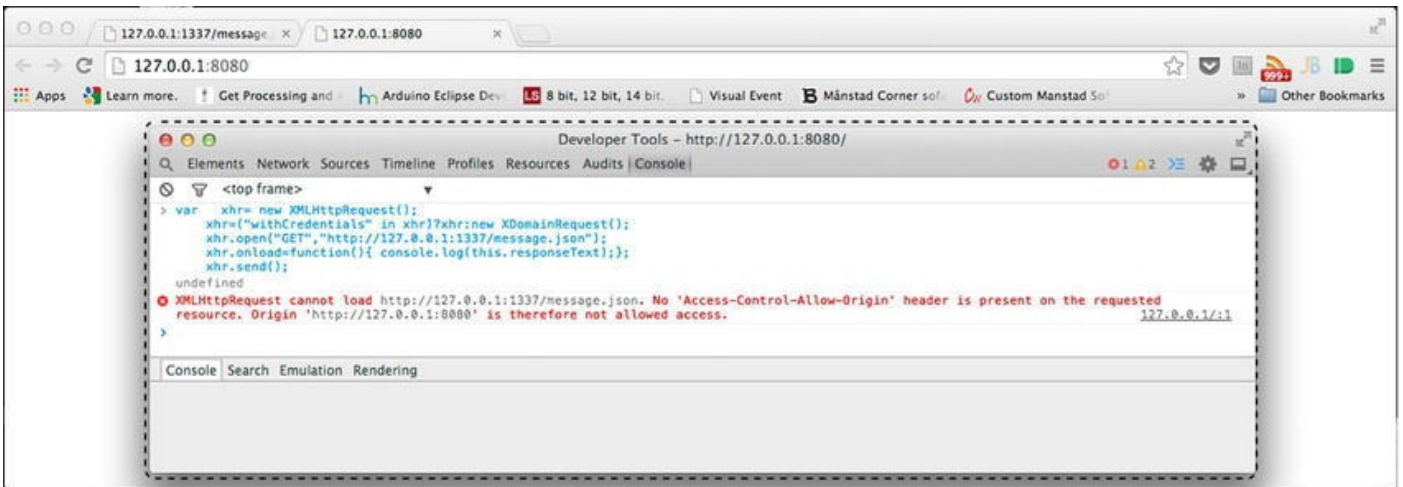 127.0.0.1:1337/message
127.0.0.1:8080
127.0.0.1:8080
999+
JB
Apps Learn more. Get Processing and Arduino Eclipse Dev LS 8 bit, 12 bit, 14 bit, Visual Event B Månstad Corner sof CW Custom Manstad So » Other Bookmarks
Developer Tools – http://127.0.0.1:8080/
Elements Network Sources Timeline Profiles Resources Audits Console 1 2
<top frame>
> var xhr= new XMLHttpRequest();
xhr=("withCredentials" in xhr)?xhr:new XDomainRequest();
xhr.open("GET","http://127.0.0.1:1337/message.json");
xhr.onload=function(){ console.log(this.responseText);};
xhr.send();
undefined
XMLHttpRequest cannot load http://127.0.0.1:1337/message.json. No 'Access-Control-Allow-Origin' header is present on the requested
resource. Origin 'http://127.0.0.1:8080' is therefore not allowed access. 127.0.0.1/:1
>
Console Search Emulation Rendering